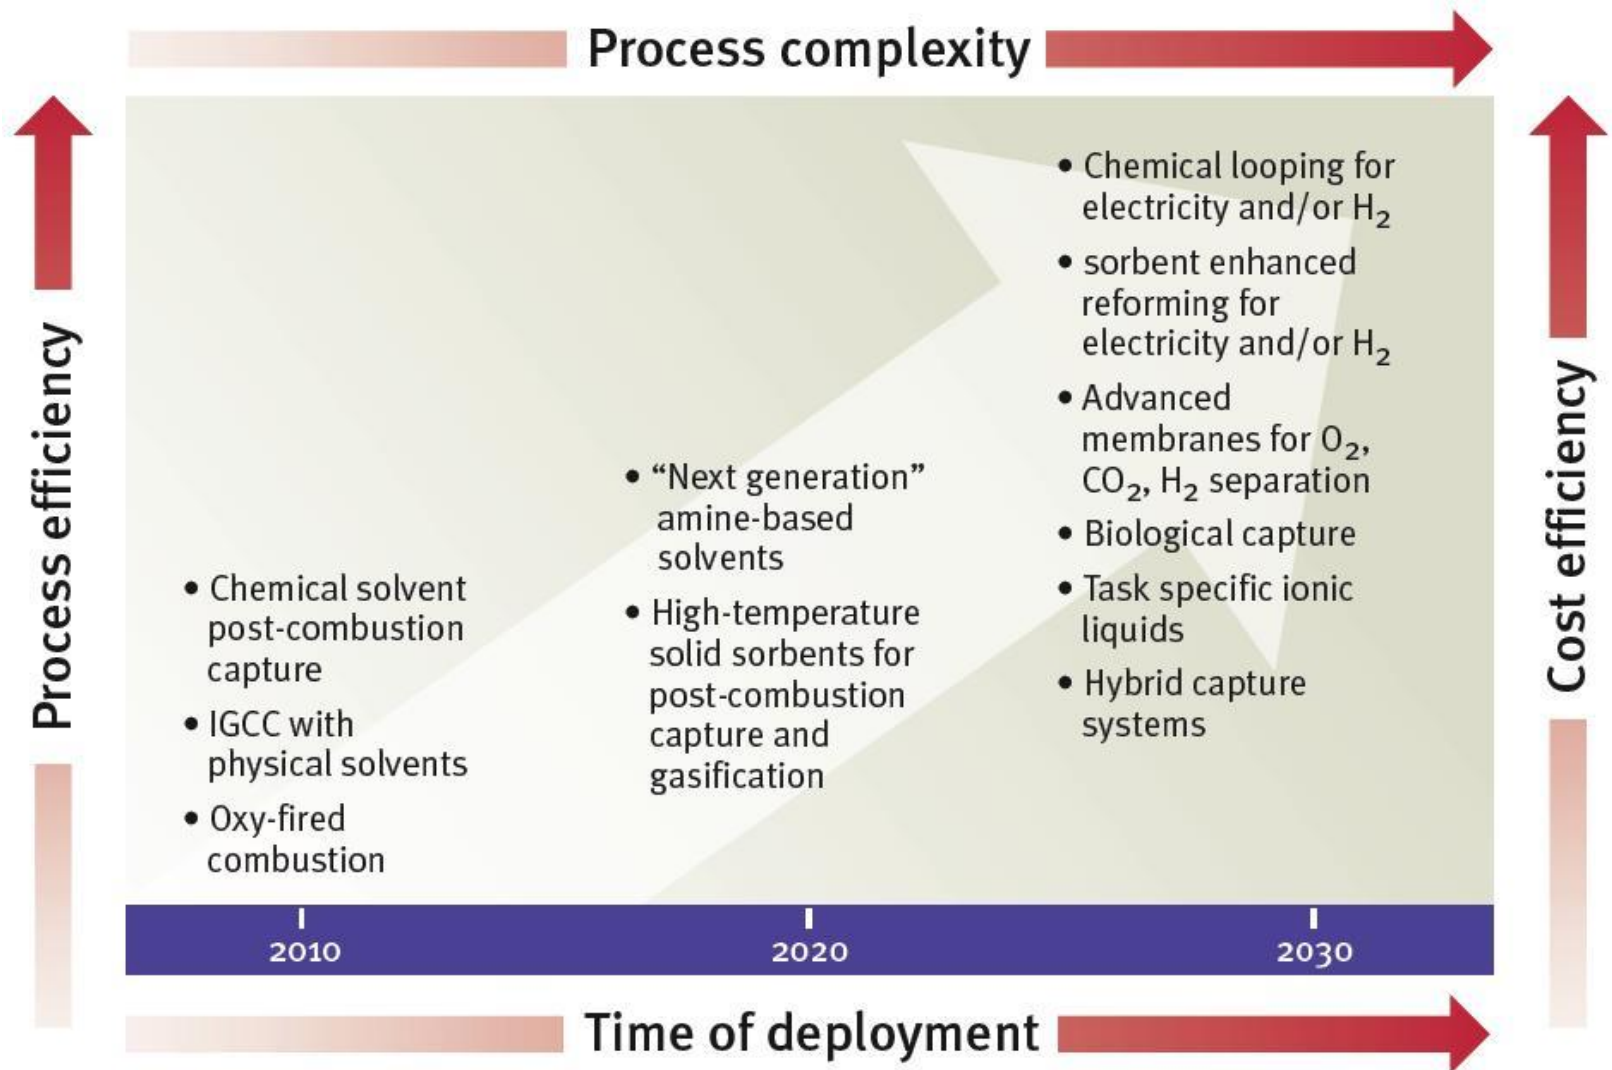 Process complexity
Process efficiency
• Chemical solvent
post-combustion
capture
• IGCC with
physical solvents
• Oxy-fired
combustion
• “Next generation”
amine-based
solvents
• High-temperature
solid sorbents for
post-combustion
capture and
gasification
• Chemical looping for
electricity and/or H₂
• sorbent enhanced
reforming for
electricity and/or H₂
• Advanced
membranes for O₂,
CO₂, H₂ separation
• Biological capture
• Task specific ionic
liquids
• Hybrid capture
systems
Cost efficiency
2010 2020 2030
Time of deployment